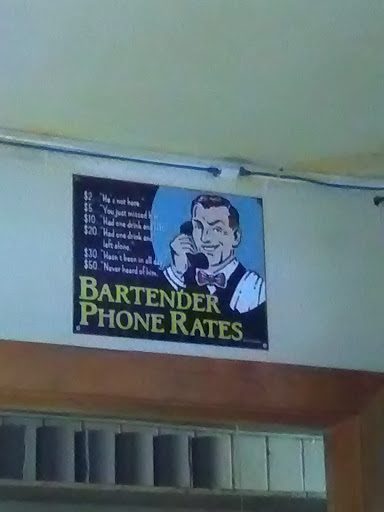 $2 "He's not here."
$5 "You just missed him
$10 "Had one drink and
$20 "Had one drink and
left alone."
$30 "Hasn't been in all day
$50 "Never heard of him.
BARTENDER
PHONE RATES